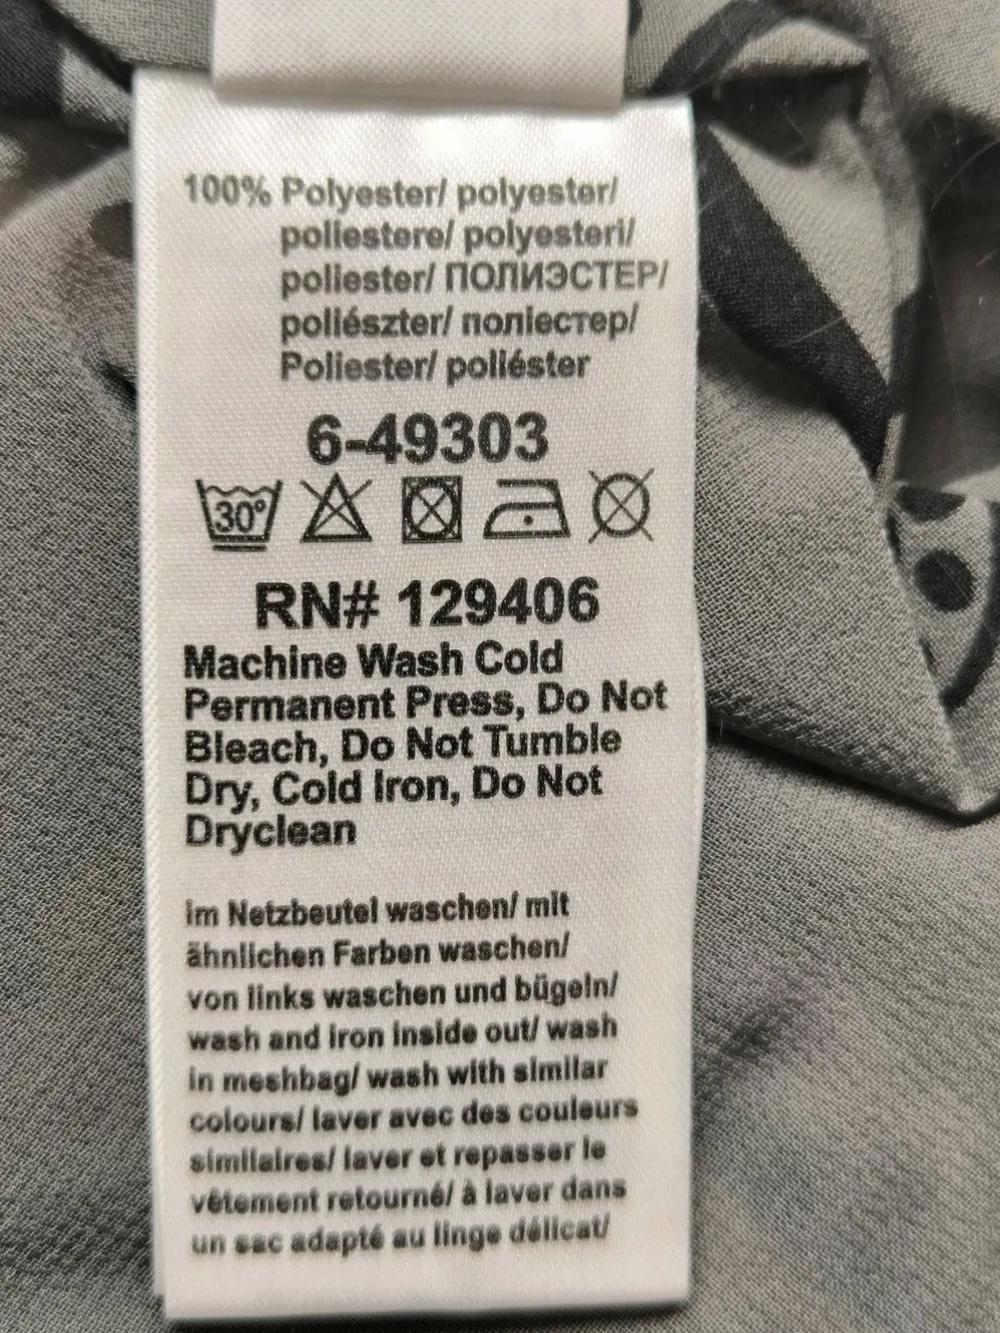 100% Polyester/ polyester/
poliestere/ polyesteri/
poliester/ ПОЛИЭСТЕР/
poliészter/ поліестер/
Poliester/ poliéster
6-49303
30°
RN# 129406
Machine Wash Cold
Permanent Press, Do Not
Bleach, Do Not Tumble
Dry, Cold Iron, Do Not
Dryclean
im Netzbeutel waschen/ mit
ähnlichen Farben waschen/
von links waschen und bügeln/
wash and iron inside out/ wash
in meshbag/ wash with similar
colours/ laver avec des couleurs
similaires/ laver et repasser le
vêtement retourné/ à laver dans
un sac adapté au linge délicat/